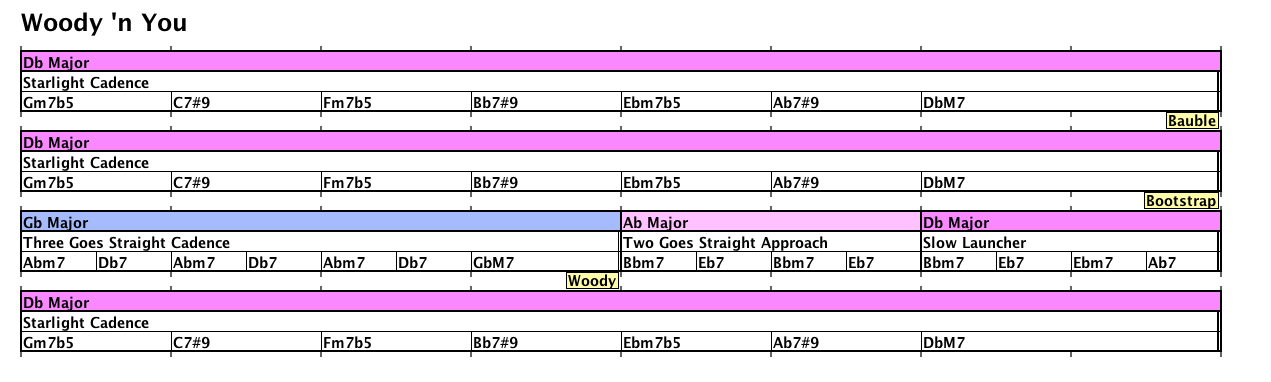 Woody 'n You
Db Major
Starlight Cadence
Gm7b5 C7#9 Fm7b5 Bb7#9 Ebm7b5 Ab7#9 DbM7
Bauble
Db Major
Starlight Cadence
Gm7b5 C7#9 Fm7b5 Bb7#9 Ebm7b5 Ab7#9 DbM7
Bootstrap
Gb Major Ab Major Db Major
Three Goes Straight Cadence Two Goes Straight Approach Slow Launcher
Abm7 Db7 Abm7 Db7 Abm7 Db7 GbM7 Bbm7 Eb7 Bbm7 Eb7 Bbm7 Eb7 Ebm7 Ab7
Woody
Db Major
Starlight Cadence
Gm7b5 C7#9 Fm7b5 Bb7#9 Ebm7b5 Ab7#9 DbM7